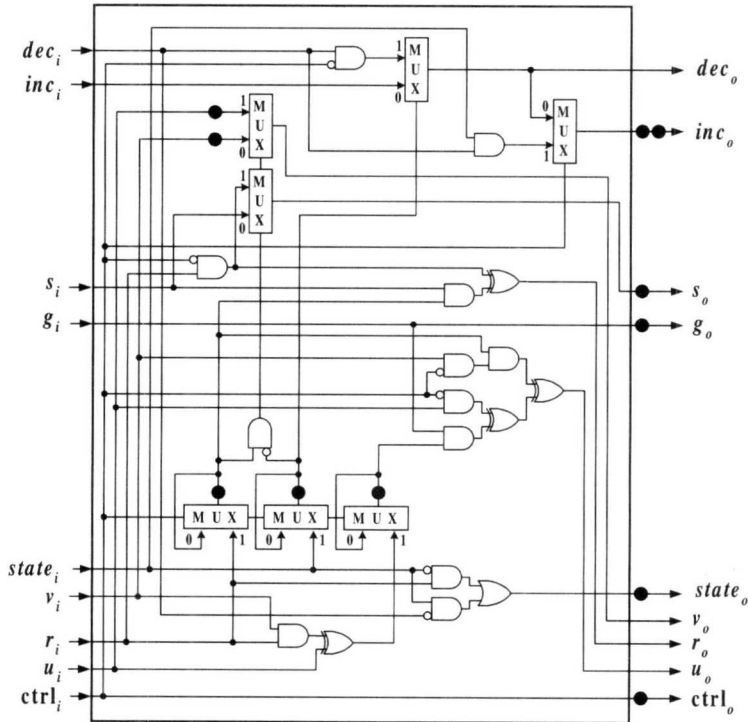 dec_i
inc_i
s_i
g_i
state_i
v_i
r_i
u_i
ctrl_i
1 M U X 0
1 M U X 0
1 M U X 0
0 M U X 1
M U X 0 1
M U X 0 1
M U X 0 1
dec_o
inc_o
s_o
g_o
state_o
v_o
r_o
u_o
ctrl_o